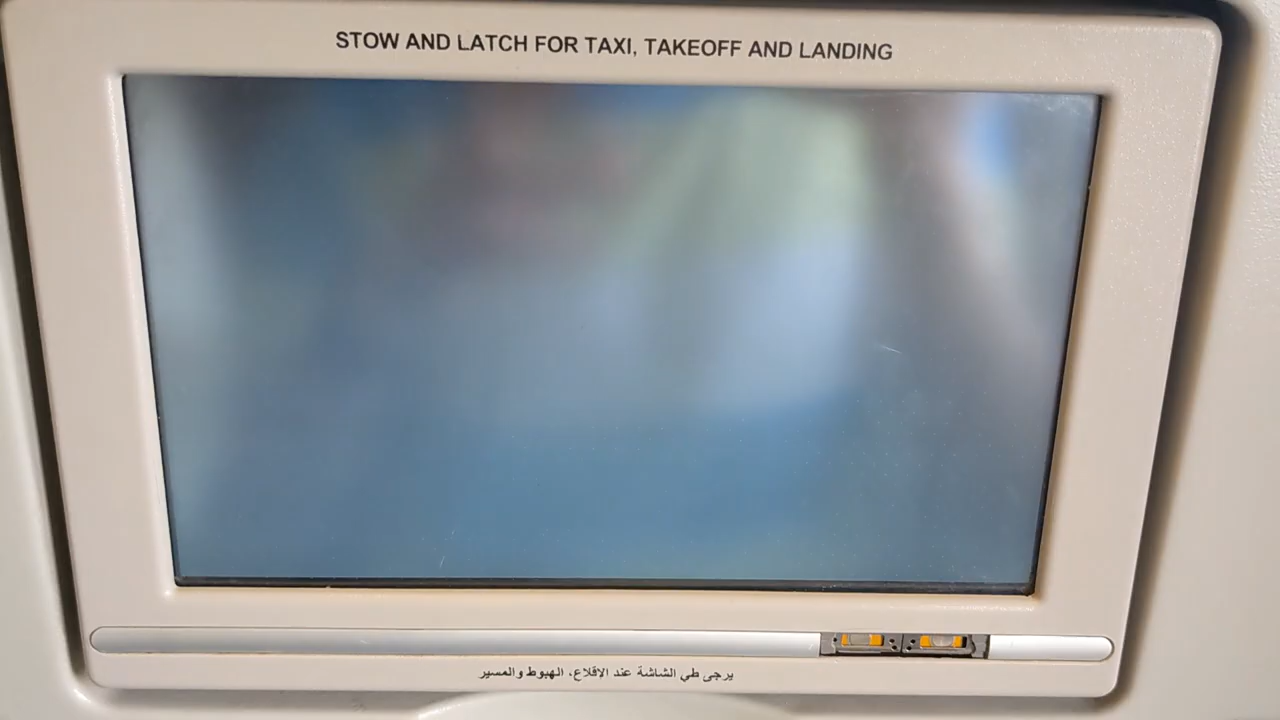 STOW AND LATCH FOR TAXI, TAKEOFF AND LANDING
يرجى طي الشاشة عند الاقلاع، الهبوط والمسير